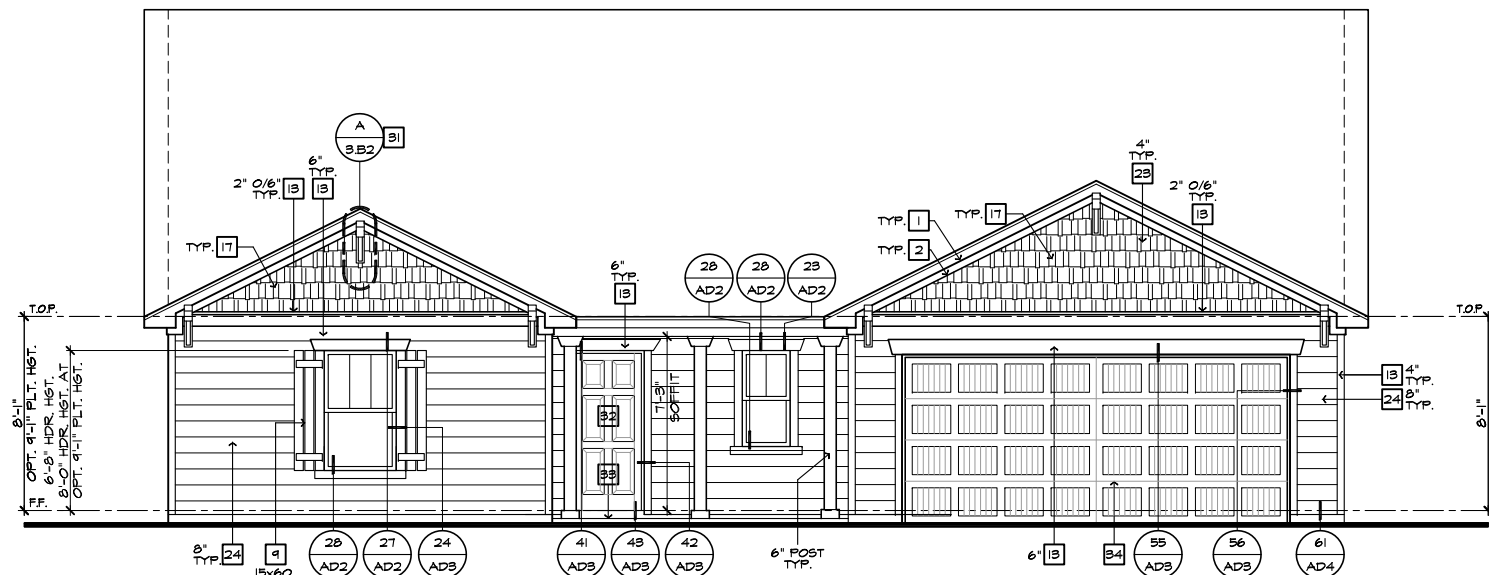 A
3.B2
31
6"
TYP.
13
2" 0/6"
TYP.
13
TYP. 17
4"
TYP.
23
2" 0/6"
TYP.
13
TYP. 1
TYP. 17
TYP. 2
28
AD2
28
AD2
23
AD2
6"
TYP.
13
T.O.P.
T.O.P.
8'-1"
OPT. 9'-1" PLT. HGT.
6'-8" HDR. HGT.
8'-0" HDR. HGT. AT
OPT. 9'-1" PLT. HGT.
F.F.
7'-3"
SOFFIT
32
33
13 4"
TYP.
24 8"
TYP.
8'-1"
8"
TYP. 24
9
15x60
28
AD2
27
AD2
24
AD3
41
AD3
43
AD3
42
AD3
6" POST
TYP.
6" 13
34
55
AD3
56
AD3
61
AD4